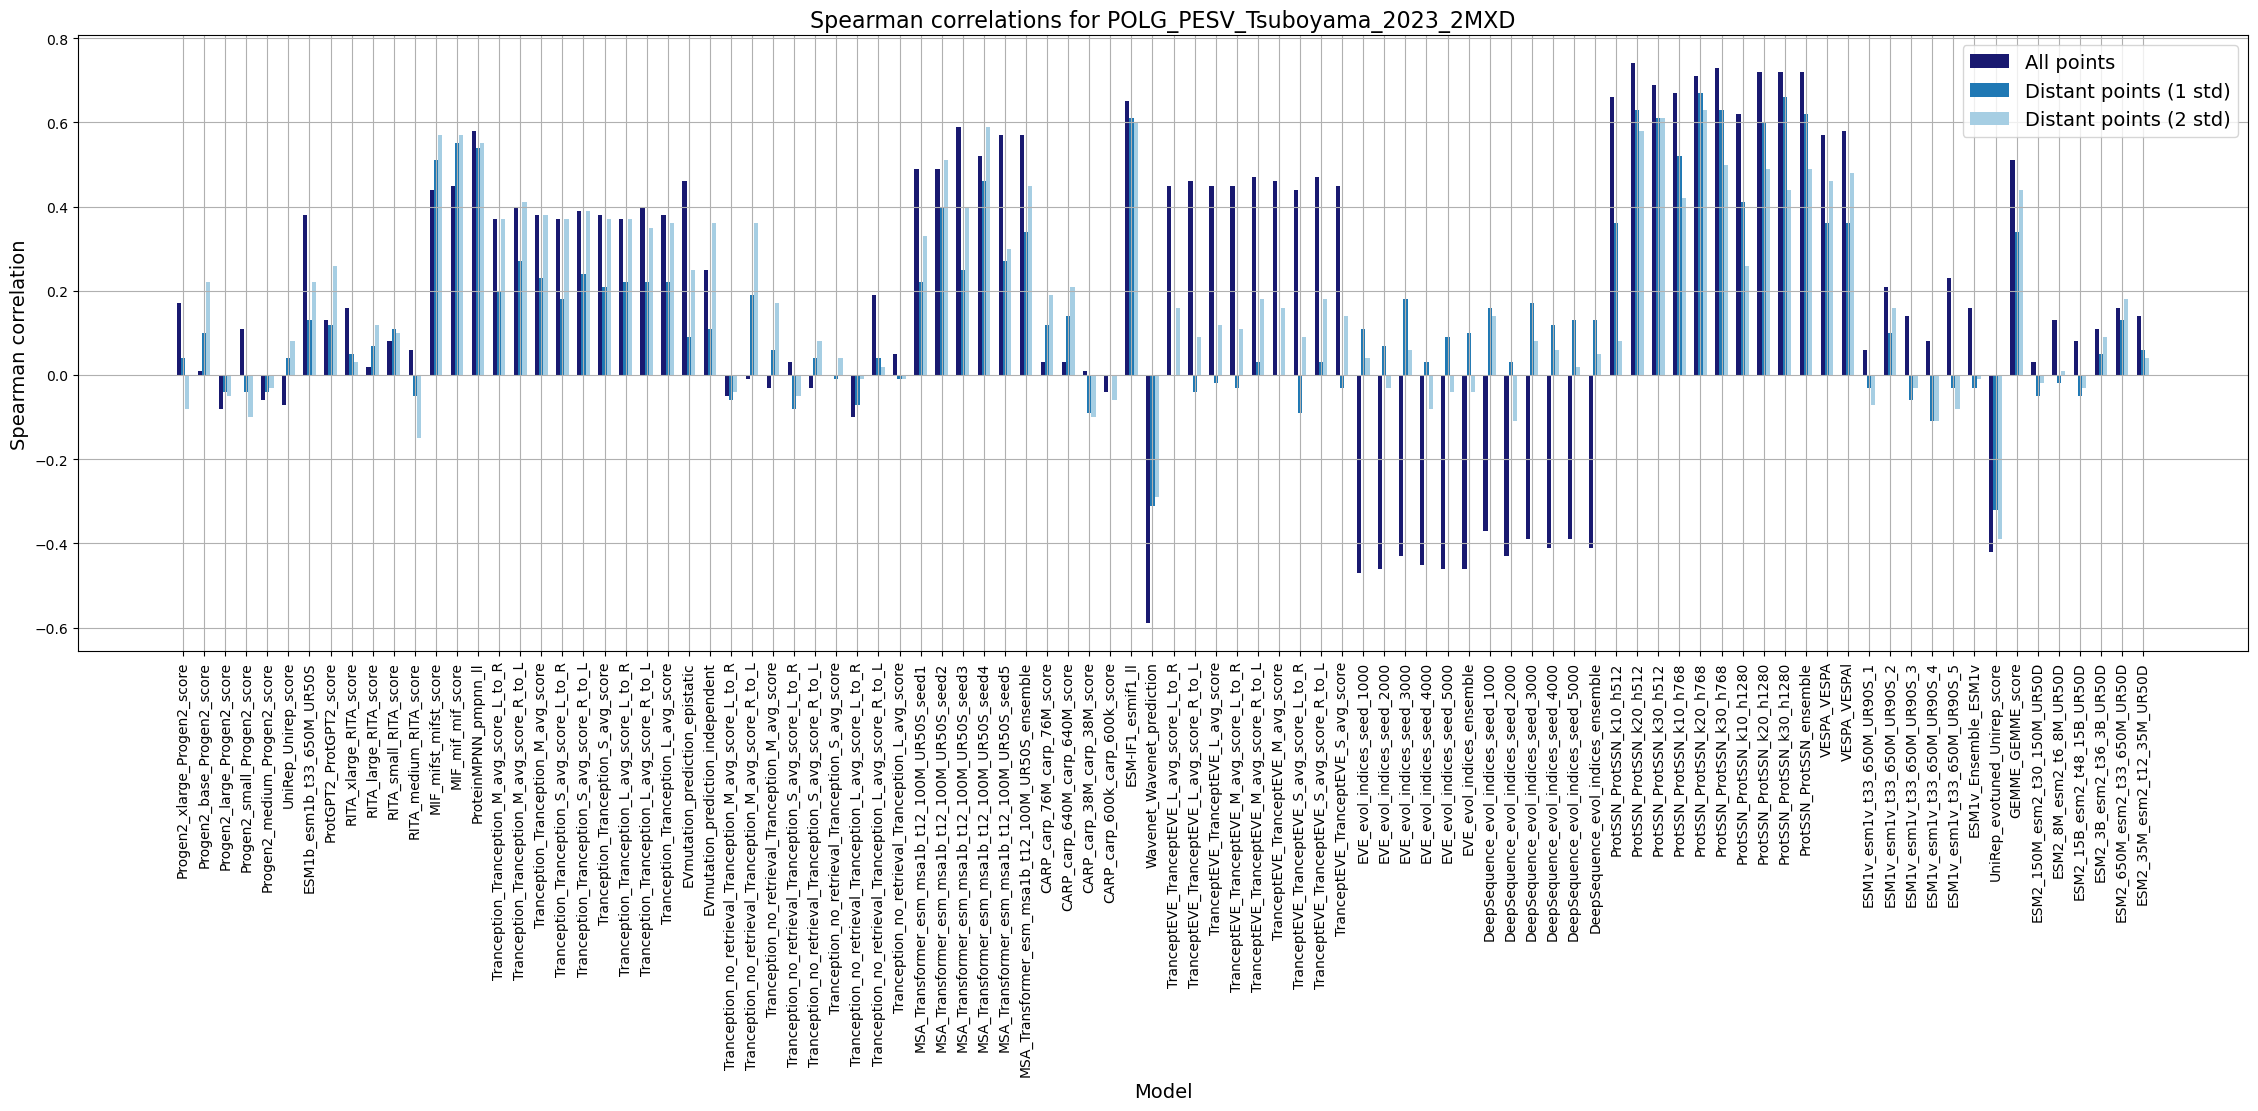 Spearman correlations for POLG_PESV_Tsuboyama_2023_2MXD
All points
Distant points (1 std)
Distant points (2 std)
Spearman correlation
0.8
0.6
0.4
0.2
0.0
−0.2
−0.4
−0.6
Progen2_xlarge_Progen2_score
Progen2_base_Progen2_score
Progen2_large_Progen2_score
Progen2_small_Progen2_score
Progen2_medium_Progen2_score
UniRep_Unirep_score
ESM1b_esm1b_t33_650M_UR50S
ProtGPT2_ProtGPT2_score
RITA_xlarge_RITA_score
RITA_large_RITA_score
RITA_small_RITA_score
RITA_medium_RITA_score
MIF_mifst_mifst_score
MIF_mif_mif_score
ProteinMPNN_pmpnn_ll
Tranception_Tranception_M_avg_score_L_to_R
Tranception_Tranception_M_avg_score_R_to_L
Tranception_Tranception_M_avg_score
Tranception_Tranception_S_avg_score_L_to_R
Tranception_Tranception_S_avg_score_R_to_L
Tranception_Tranception_S_avg_score
Tranception_Tranception_L_avg_score_L_to_R
Tranception_Tranception_L_avg_score_R_to_L
Tranception_Tranception_L_avg_score
EVmutation_prediction_epistatic
EVmutation_prediction_independent
Tranception_no_retrieval_Tranception_M_avg_score_L_to_R
Tranception_no_retrieval_Tranception_M_avg_score_R_to_L
Tranception_no_retrieval_Tranception_M_avg_score
Tranception_no_retrieval_Tranception_S_avg_score_L_to_R
Tranception_no_retrieval_Tranception_S_avg_score_R_to_L
Tranception_no_retrieval_Tranception_S_avg_score
Tranception_no_retrieval_Tranception_L_avg_score_L_to_R
Tranception_no_retrieval_Tranception_L_avg_score_R_to_L
Tranception_no_retrieval_Tranception_L_avg_score
MSA_Transformer_esm_msa1b_t12_100M_UR50S_seed1
MSA_Transformer_esm_msa1b_t12_100M_UR50S_seed2
MSA_Transformer_esm_msa1b_t12_100M_UR50S_seed3
MSA_Transformer_esm_msa1b_t12_100M_UR50S_seed4
MSA_Transformer_esm_msa1b_t12_100M_UR50S_seed5
MSA_Transformer_esm_msa1b_t12_100M_UR50S_ensemble
CARP_carp_76M_carp_76M_score
CARP_carp_640M_carp_640M_score
CARP_carp_38M_carp_38M_score
CARP_carp_600k_carp_600k_score
ESM-IF1_esmif1_ll
Wavenet_Wavenet_prediction
TranceptEVE_TranceptEVE_L_avg_score_L_to_R
TranceptEVE_TranceptEVE_L_avg_score_R_to_L
TranceptEVE_TranceptEVE_L_avg_score
TranceptEVE_TranceptEVE_M_avg_score_L_to_R
TranceptEVE_TranceptEVE_M_avg_score_R_to_L
TranceptEVE_TranceptEVE_M_avg_score
TranceptEVE_TranceptEVE_S_avg_score_L_to_R
TranceptEVE_TranceptEVE_S_avg_score_R_to_L
TranceptEVE_TranceptEVE_S_avg_score
EVE_evol_indices_seed_1000
EVE_evol_indices_seed_2000
EVE_evol_indices_seed_3000
EVE_evol_indices_seed_4000
EVE_evol_indices_seed_5000
EVE_evol_indices_ensemble
DeepSequence_evol_indices_seed_1000
DeepSequence_evol_indices_seed_2000
DeepSequence_evol_indices_seed_3000
DeepSequence_evol_indices_seed_4000
DeepSequence_evol_indices_seed_5000
DeepSequence_evol_indices_ensemble
ProtSSN_ProtSSN_k10_h512
ProtSSN_ProtSSN_k20_h512
ProtSSN_ProtSSN_k30_h512
ProtSSN_ProtSSN_k10_h768
ProtSSN_ProtSSN_k20_h768
ProtSSN_ProtSSN_k30_h768
ProtSSN_ProtSSN_k10_h1280
ProtSSN_ProtSSN_k20_h1280
ProtSSN_ProtSSN_k30_h1280
ProtSSN_ProtSSN_ensemble
VESPA_VESPA
VESPA_VESPAl
ESM1v_esm1v_t33_650M_UR90S_1
ESM1v_esm1v_t33_650M_UR90S_2
ESM1v_esm1v_t33_650M_UR90S_3
ESM1v_esm1v_t33_650M_UR90S_4
ESM1v_esm1v_t33_650M_UR90S_5
ESM1v_Ensemble_ESM1v
UniRep_evotuned_Unirep_score
GEMME_GEMME_score
ESM2_150M_esm2_t30_150M_UR50D
ESM2_8M_esm2_t6_8M_UR50D
ESM2_15B_esm2_t48_15B_UR50D
ESM2_3B_esm2_t36_3B_UR50D
ESM2_650M_esm2_t33_650M_UR50D
ESM2_35M_esm2_t12_35M_UR50D
Model